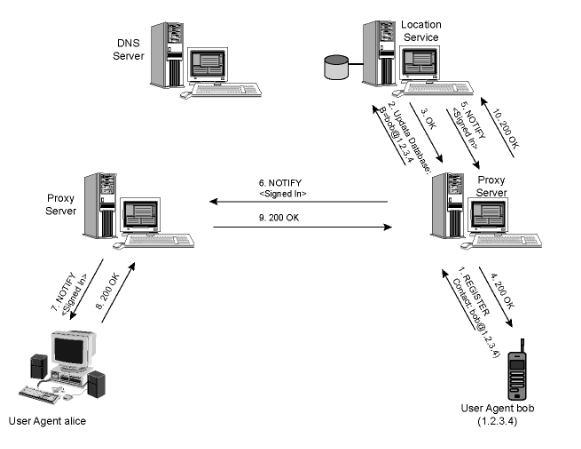 DNS
Server
Location
Service
2. Updata Database:
B=bob@1.2.3.4
3. OK
5. NOTIFY
<Signed In>
10. 200 OK
Proxy
Server
6. NOTIFY
<Signed In>
9. 200 OK
Proxy
Server
7. NOTIFY
<Signed In>
8. 200 OK
1. REGISTER
Contact: bob@1.2.3.4)
4. 200 OK
User Agent alice
User Agent bob
(1.2.3.4)